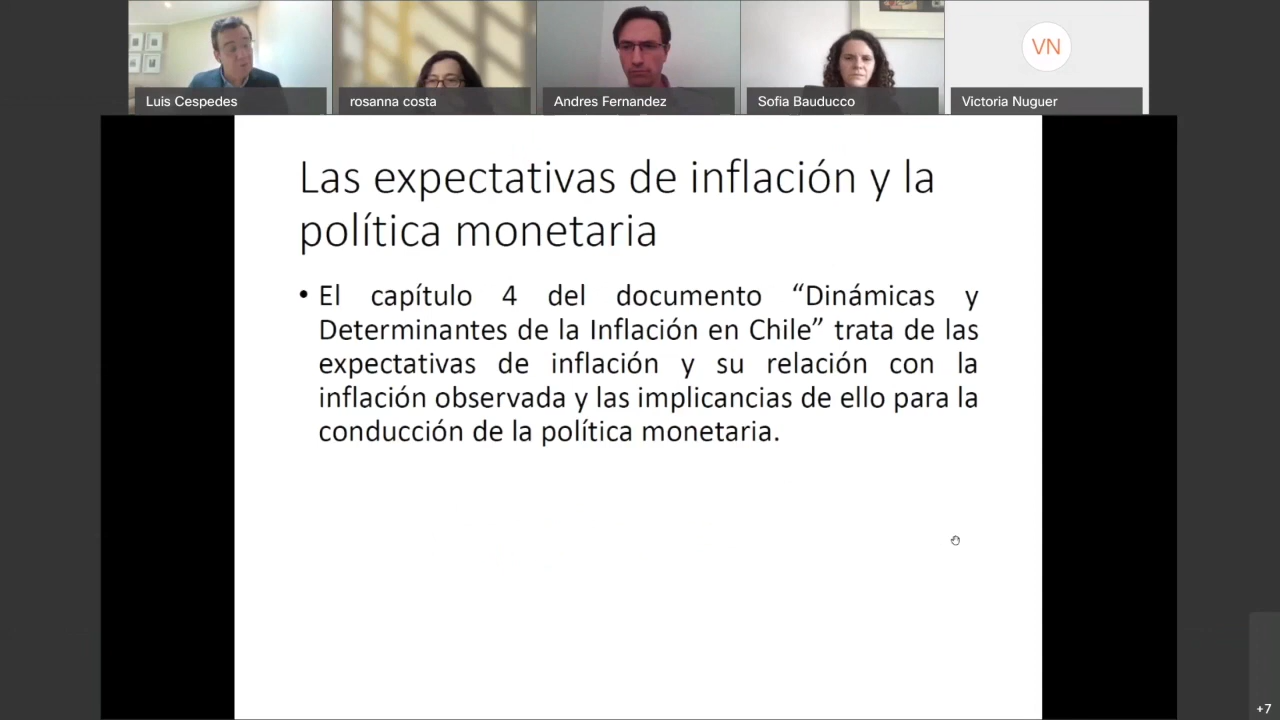 VN
Luis Cespedes
rosanna costa
Andres Fernandez
Sofia Bauducco
Victoria Nuguer
Las expectativas de inflación y la
política monetaria
• El capítulo 4 del documento “Dinámicas y
Determinantes de la Inflación en Chile” trata de las
expectativas de inflación y su relación con la
inflación observada y las implicancias de ello para la
conducción de la política monetaria.
+7